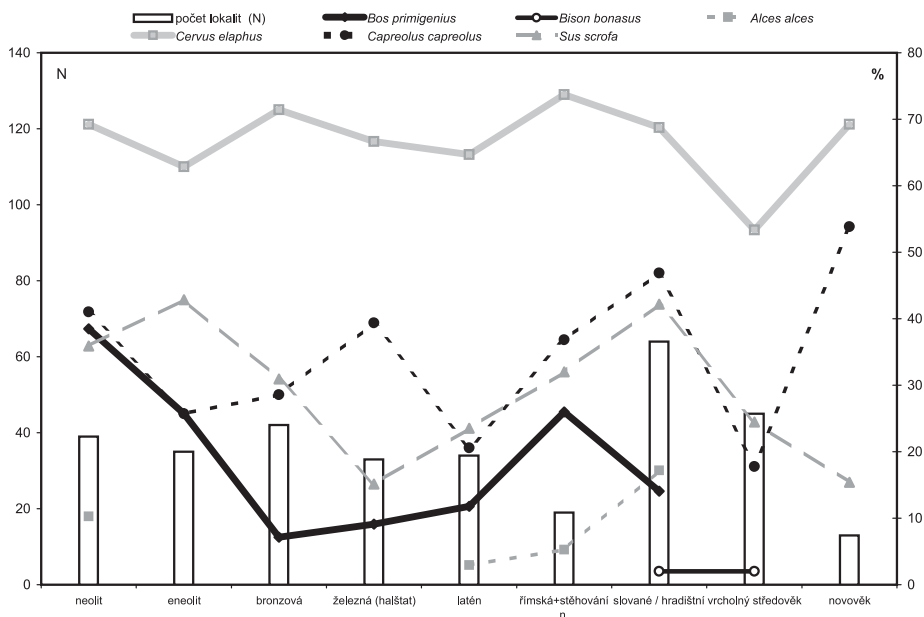 počet lokalit (N) Bos primigenius Bison bonasus Alces alces
Cervus elaphus Capreolus capreolus Sus scrofa
140 80
N %
120 70
100 60
80 50
60 40
40 30
20 20
0 10
0
neolit eneolit bronzová železná (halštat) latén římská+stěhování slované / hradištní vrcholný středověk novověk
n